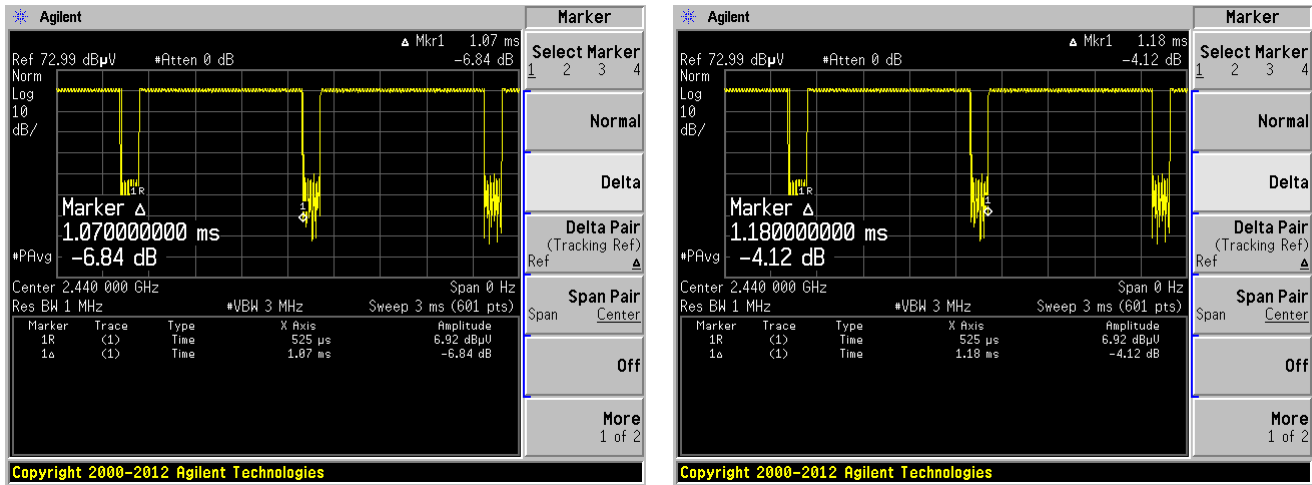 Agilent
Marker
Δ Mkr1 1.07 ms
Ref 72.99 dBµV #Atten 0 dB -6.84 dB
Norm
Log
10
dB/
1R
1
Marker Δ
1.070000000 ms
#PAvg -6.84 dB
Center 2.440 000 GHz Span 0 Hz
Res BW 1 MHz #VBW 3 MHz Sweep 3 ms (601 pts)
Marker Trace Type X Axis Amplitude
1R (1) Time 525 µs 6.92 dBµV
1Δ (1) Time 1.07 ms -6.84 dB
Select Marker
1 2 3 4
Normal
Delta
Delta Pair
(Tracking Ref)
Ref Δ
Span Pair
Span Center
Off
More
1 of 2
Copyright 2000-2012 Agilent Technologies
Agilent
Marker
Δ Mkr1 1.18 ms
Ref 72.99 dBµV #Atten 0 dB -4.12 dB
Norm
Log
10
dB/
1R
1
Marker Δ
1.180000000 ms
#PAvg -4.12 dB
Center 2.440 000 GHz Span 0 Hz
Res BW 1 MHz #VBW 3 MHz Sweep 3 ms (601 pts)
Marker Trace Type X Axis Amplitude
1R (1) Time 525 µs 6.92 dBµV
1Δ (1) Time 1.18 ms -4.12 dB
Select Marker
1 2 3 4
Normal
Delta
Delta Pair
(Tracking Ref)
Ref Δ
Span Pair
Span Center
Off
More
1 of 2
Copyright 2000-2012 Agilent Technologies